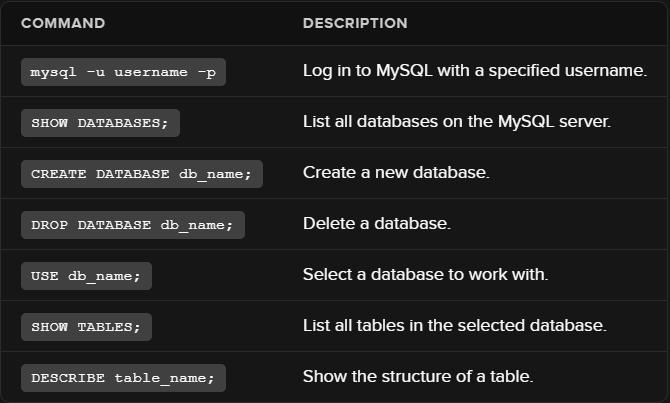 COMMAND DESCRIPTION
mysql -u username -p Log in to MySQL with a specified username.
SHOW DATABASES; List all databases on the MySQL server.
CREATE DATABASE db_name; Create a new database.
DROP DATABASE db_name; Delete a database.
USE db_name; Select a database to work with.
SHOW TABLES; List all tables in the selected database.
DESCRIBE table_name; Show the structure of a table.